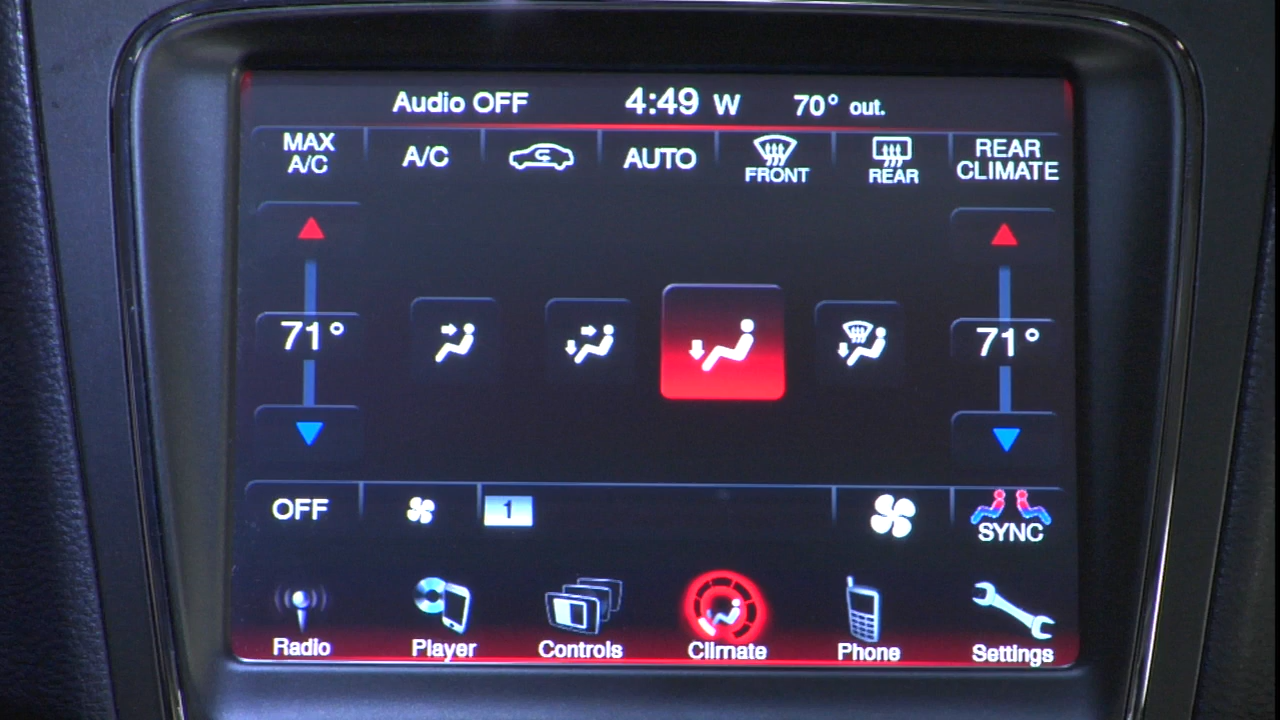 Audio OFF 4:49 W 70° out.
MAX A/C A/C AUTO FRONT REAR REAR CLIMATE
71° 71°
OFF 1 SYNC
Radio Player Controls Climate Phone Settings